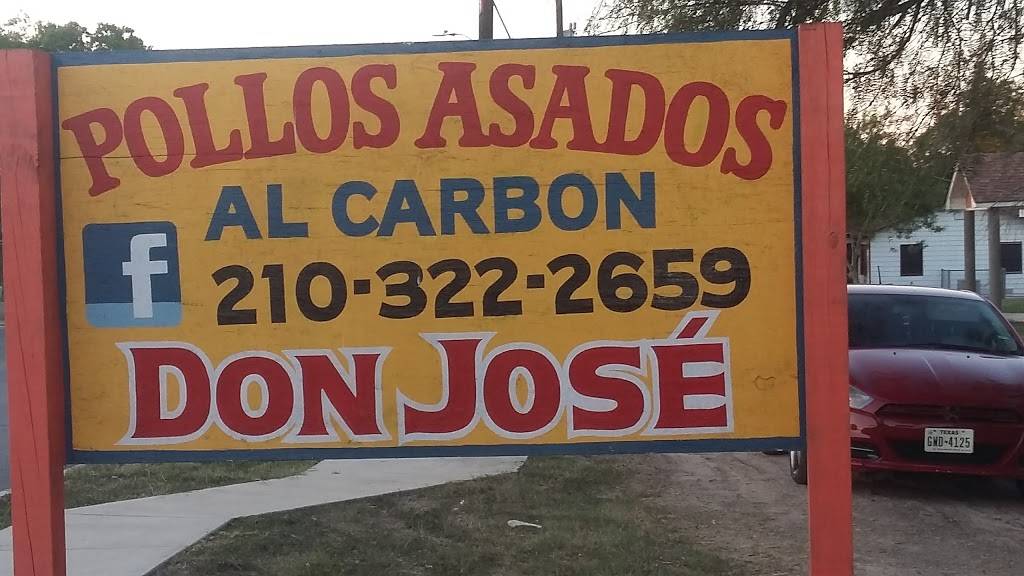 POLLOS ASADOS
AL CARBON
f
210-322-2659
DON JOSÉ
TEXAS
GWD-4125